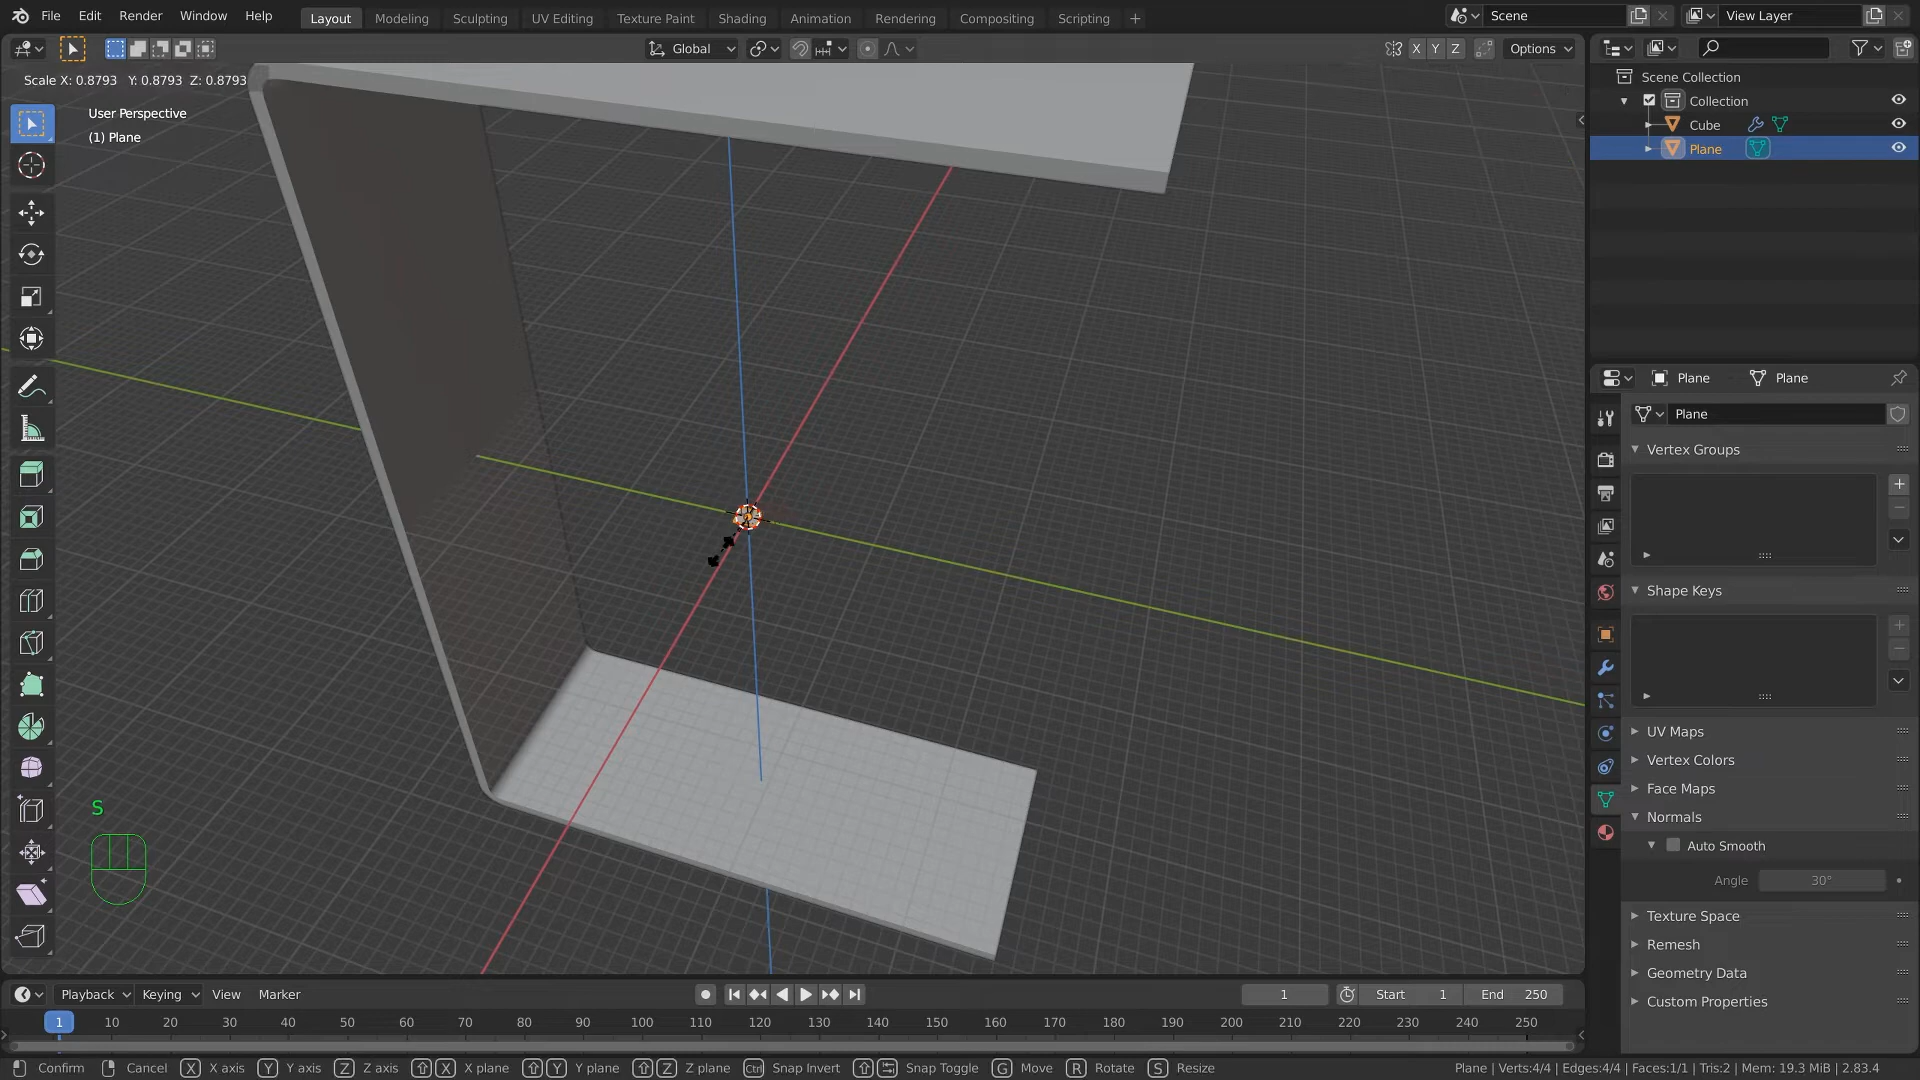 File Edit Render Window Help Layout Modeling Sculpting UV Editing Texture Paint Shading Animation Rendering Compositing Scripting + Scene View Layer
Global X Y Z Options
Scale X: 0.8793 Y: 0.8793 Z: 0.8793
User Perspective
(1) Plane
Scene Collection
Collection
Cube
Plane
Plane Plane
Plane
Vertex Groups
Shape Keys
UV Maps
Vertex Colors
Face Maps
Normals
Auto Smooth
Angle 30°
Texture Space
Remesh
Geometry Data
Custom Properties
S
Playback Keying View Marker 1 Start 1 End 250
1 10 20 30 40 50 60 70 80 90 100 110 120 130 140 150 160 170 180 190 200 210 220 230 240 250
Confirm Cancel X X axis Y Y axis Z Z axis X X plane Y Y plane Z Z plane Ctrl Snap Invert Snap Toggle G Move R Rotate S Resize Plane | Verts:4/4 | Edges:4/4 | Faces:1/1 | Tris:2 | Mem: 19.3 MiB | 2.83.4